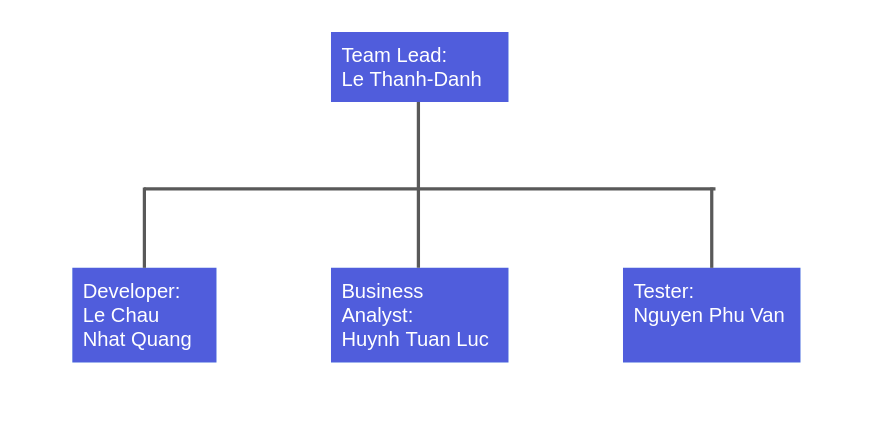 Team Lead:
Le Thanh-Danh
Developer:
Le Chau
Nhat Quang
Business
Analyst:
Huynh Tuan Luc
Tester:
Nguyen Phu Van